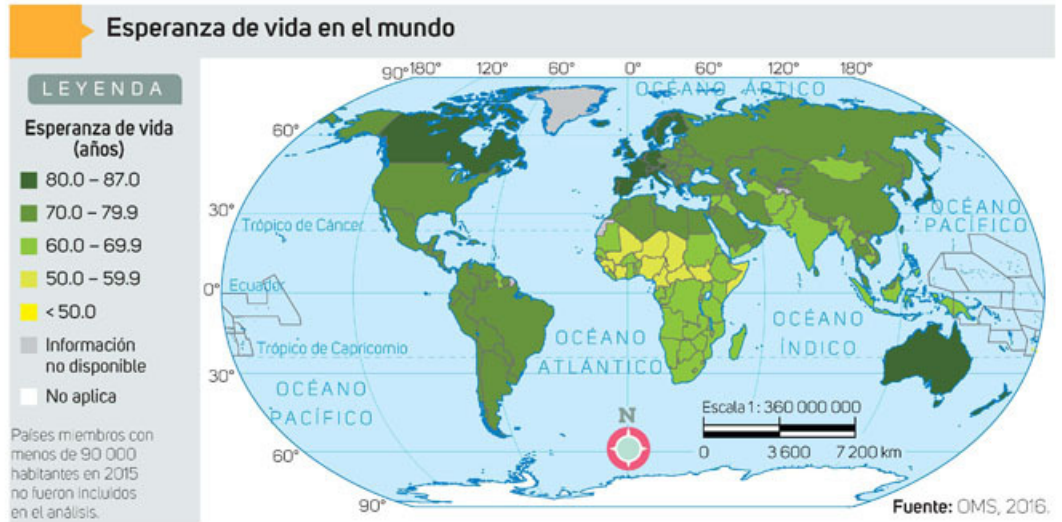 Esperanza de vida en el mundo
LEYENDA
Esperanza de vida
(años)
80.0 – 87.0
70.0 – 79.9
60.0 – 69.9
50.0 – 59.9
< 50.0
Información
no disponible
No aplica
Países miembros con
menos de 90 000
habitantes en 2015
no fueron incluidos
en el análisis.
90° 180° 120° 60° 0° 60° 120° 180°
OCÉANO ÁRTICO
60°
30°
Trópico de Cáncer
OCÉANO
PACÍFICO
Ecuador
0°
OCÉANO
ATLÁNTICO
OCÉANO
ÍNDICO
Trópico de Capricornio
30°
OCÉANO
PACÍFICO
N
Escala 1 : 360 000 000
0 3 600 7 200 km
60°
90°
Fuente: OMS, 2016.